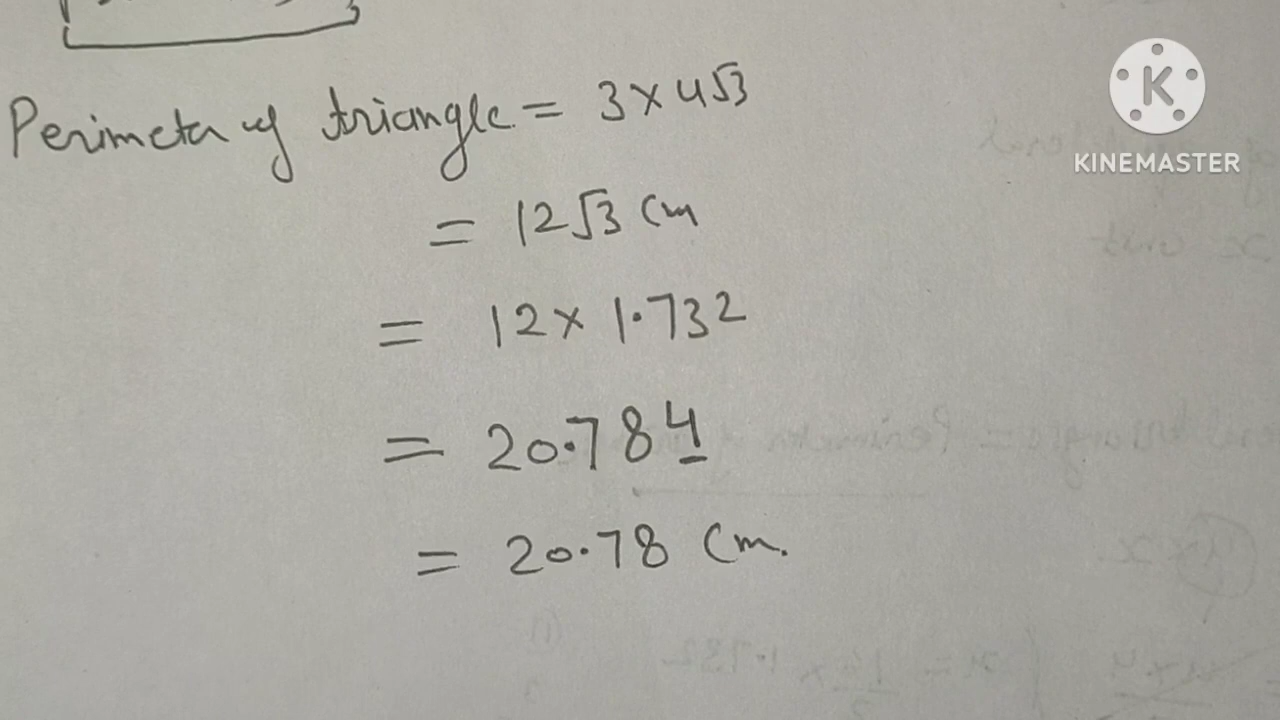 Perimeter of triangle = 3 × 4√3
= 12√3 cm
= 12 × 1.732
= 20.784
= 20.78 cm.
K
KINEMASTER